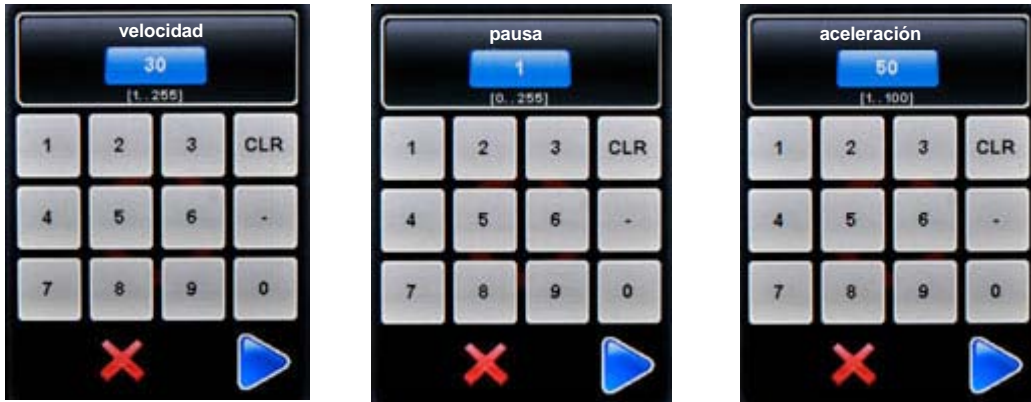 velocidad
30
[1..255]
1 2 3 CLR
4 5 6 -
7 8 9 0
pausa
1
[0..255]
1 2 3 CLR
4 5 6 -
7 8 9 0
aceleración
50
[1..100]
1 2 3 CLR
4 5 6 -
7 8 9 0